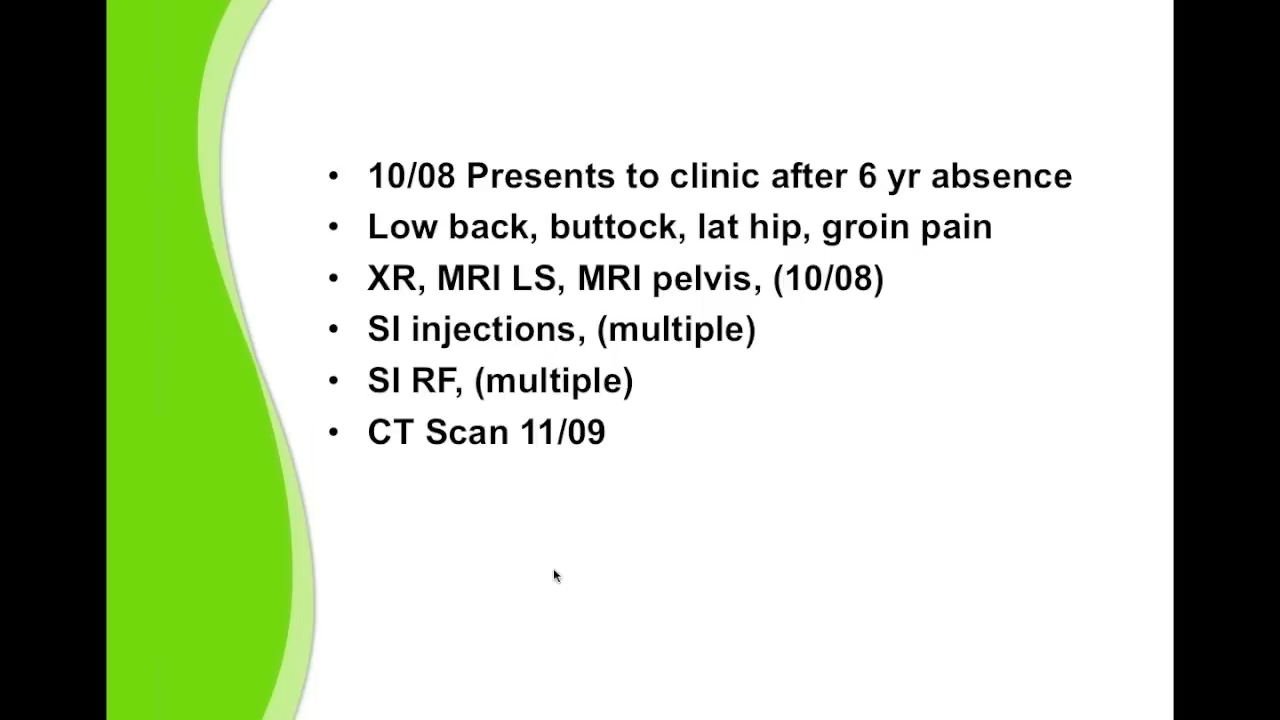 • 10/08 Presents to clinic after 6 yr absence
• Low back, buttock, lat hip, groin pain
• XR, MRI LS, MRI pelvis, (10/08)
• SI injections, (multiple)
• SI RF, (multiple)
• CT Scan 11/09